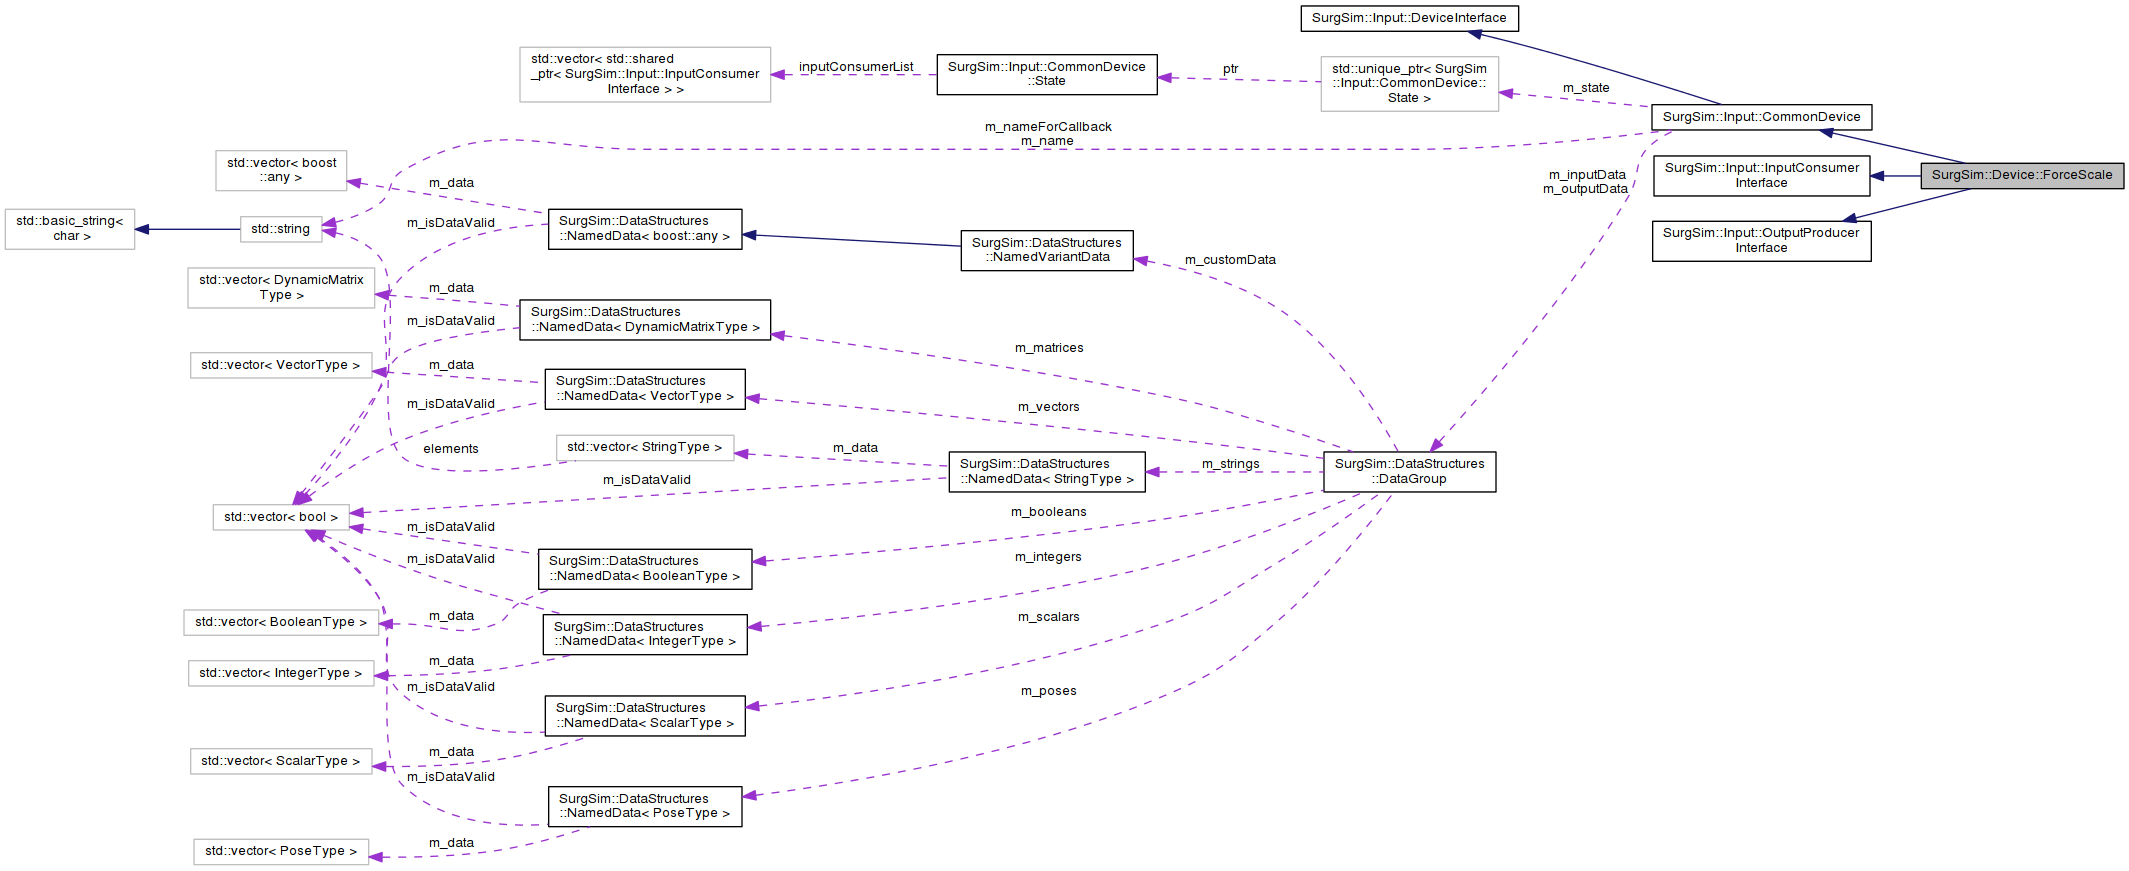 SurgSim::Input::DeviceInterface
std::vector< std::shared
_ptr< SurgSim::Input::InputConsumer
Interface > >
inputConsumerList
SurgSim::Input::CommonDevice
::State
ptr
std::unique_ptr< SurgSim
::Input::CommonDevice::
State >
m_state
SurgSim::Input::CommonDevice
m_nameForCallback
m_name
std::vector< boost
::any >
m_data
SurgSim::Input::InputConsumer
Interface
SurgSim::Device::ForceScale
m_inputData
m_outputData
std::basic_string<
char >
std::string
m_isDataValid
SurgSim::DataStructures
::NamedData< boost::any >
SurgSim::DataStructures
::NamedVariantData
m_customData
SurgSim::Input::OutputProducer
Interface
std::vector< DynamicMatrix
Type >
m_data
m_isDataValid
SurgSim::DataStructures
::NamedData< DynamicMatrixType >
m_matrices
std::vector< VectorType >
m_data
m_isDataValid
SurgSim::DataStructures
::NamedData< VectorType >
m_vectors
elements
std::vector< StringType >
m_data
SurgSim::DataStructures
::NamedData< StringType >
m_strings
SurgSim::DataStructures
::DataGroup
m_isDataValid
std::vector< bool >
m_isDataValid
m_booleans
m_isDataValid
SurgSim::DataStructures
::NamedData< BooleanType >
m_integers
std::vector< BooleanType >
m_data
SurgSim::DataStructures
::NamedData< IntegerType >
m_scalars
std::vector< IntegerType >
m_data
m_isDataValid
SurgSim::DataStructures
::NamedData< ScalarType >
m_poses
std::vector< ScalarType >
m_data
m_isDataValid
SurgSim::DataStructures
::NamedData< PoseType >
std::vector< PoseType >
m_data